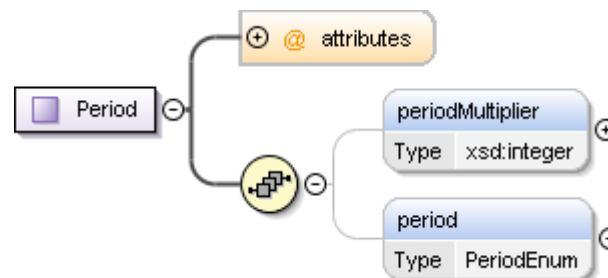 @ attributes
Period
periodMultiplier
Type xsd:integer
period
Type PeriodEnum